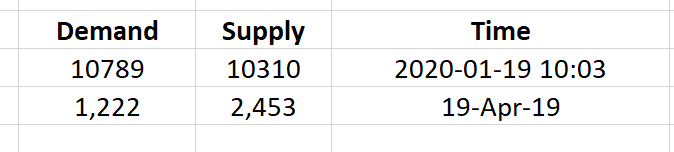 Demand Supply Time
10789 10310 2020-01-19 10:03
1,222 2,453 19-Apr-19